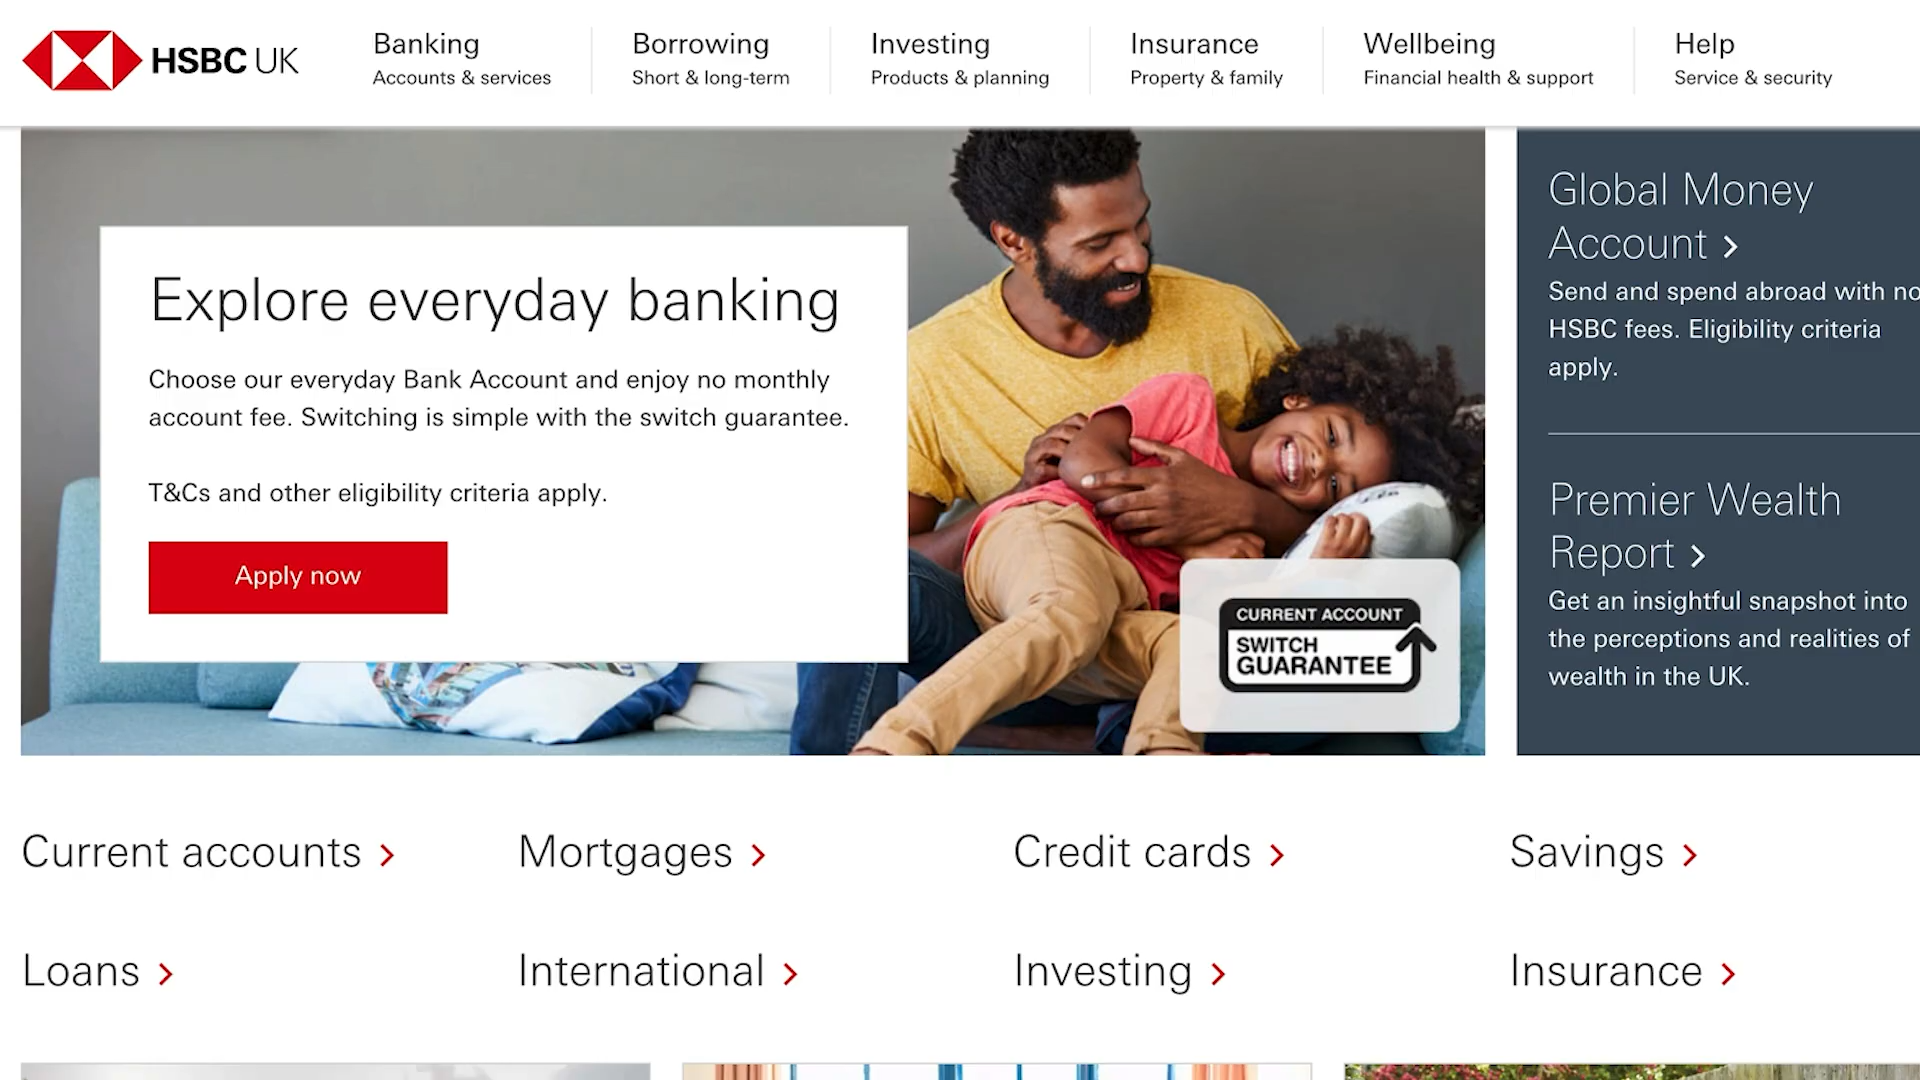 HSBC UK
Banking
Accounts & services
Borrowing
Short & long-term
Investing
Products & planning
Insurance
Property & family
Wellbeing
Financial health & support
Help
Service & security
Explore everyday banking
Choose our everyday Bank Account and enjoy no monthly
account fee. Switching is simple with the switch guarantee.
T&Cs and other eligibility criteria apply.
Apply now
CURRENT ACCOUNT
SWITCH
GUARANTEE
Global Money
Account
Send and spend abroad with no
HSBC fees. Eligibility criteria
apply.
Premier Wealth
Report
Get an insightful snapshot into
the perceptions and realities of
wealth in the UK.
Current accounts
Mortgages
Credit cards
Savings
Loans
International
Investing
Insurance